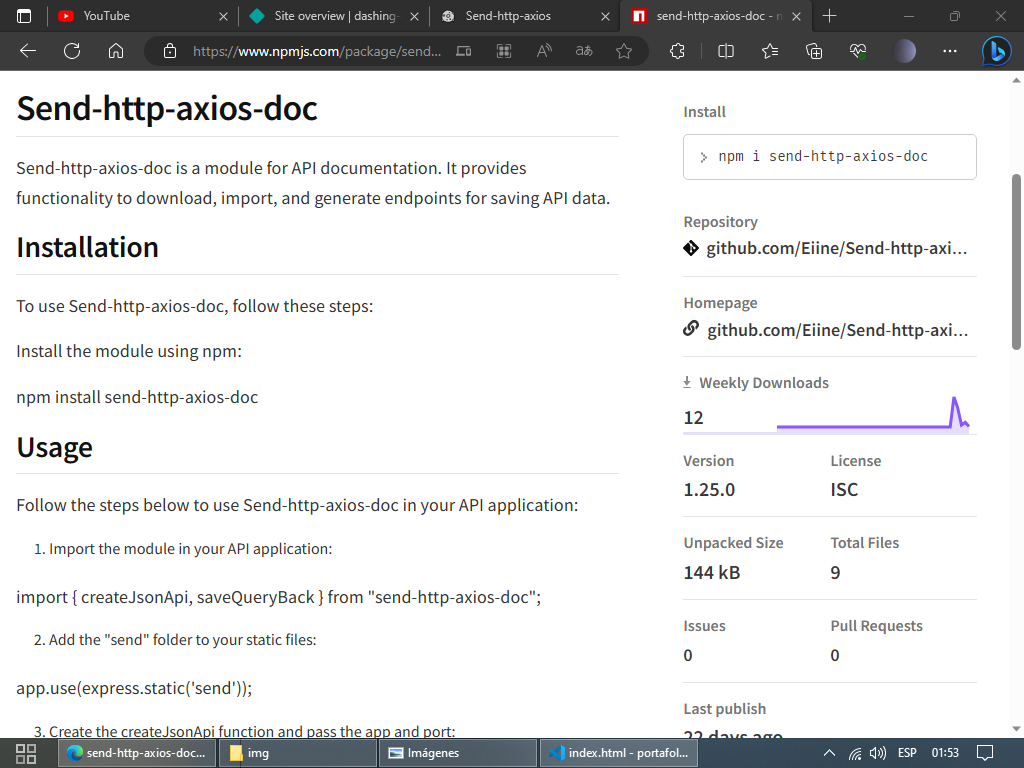 YouTube
Site overview | dashing-
Send-http-axios
send-http-axios-doc - n
https://www.npmjs.com/package/send...
Send-http-axios-doc
Send-http-axios-doc is a module for API documentation. It provides
functionality to download, import, and generate endpoints for saving API data.
Installation
To use Send-http-axios-doc, follow these steps:
Install the module using npm:
npm install send-http-axios-doc
Usage
Follow the steps below to use Send-http-axios-doc in your API application:
1. Import the module in your API application:
import { createJsonApi, saveQueryBack } from "send-http-axios-doc";
2. Add the "send" folder to your static files:
app.use(express.static('send'));
3. Create the createJsonApi function and pass the app and port:
Install
> npm i send-http-axios-doc
Repository
github.com/Eiine/Send-http-axi...
Homepage
github.com/Eiine/Send-http-axi...
Weekly Downloads
12
Version
License
1.25.0
ISC
Unpacked Size
Total Files
144 kB
9
Issues
Pull Requests
0
0
Last publish
22 days ago
send-http-axios-doc...
img
Imágenes
index.html - portafol...
ESP
01:53